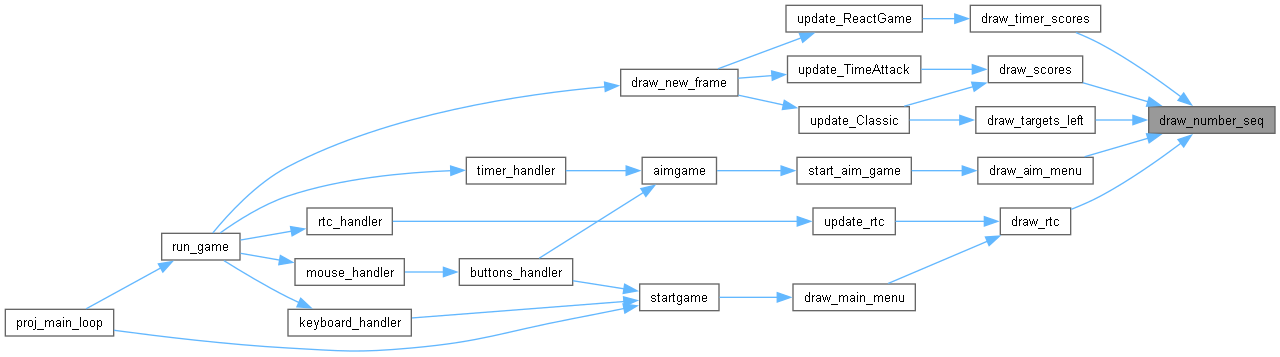 update_ReactGame
draw_timer_scores
draw_new_frame
update_TimeAttack
draw_scores
update_Classic
draw_targets_left
draw_number_seq
timer_handler
aimgame
start_aim_game
draw_aim_menu
run_game
rtc_handler
update_rtc
draw_rtc
mouse_handler
buttons_handler
proj_main_loop
keyboard_handler
startgame
draw_main_menu